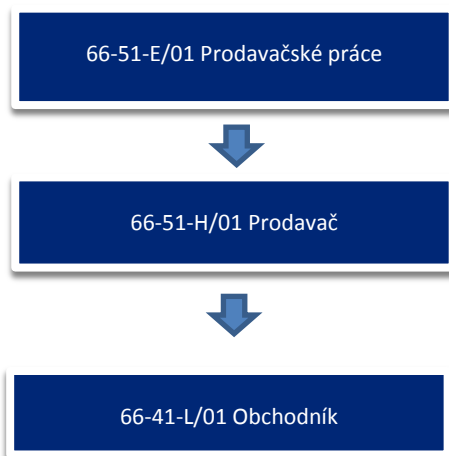 66-51-E/01 Prodavačské práce
66-51-H/01 Prodavač
66-41-L/01 Obchodník